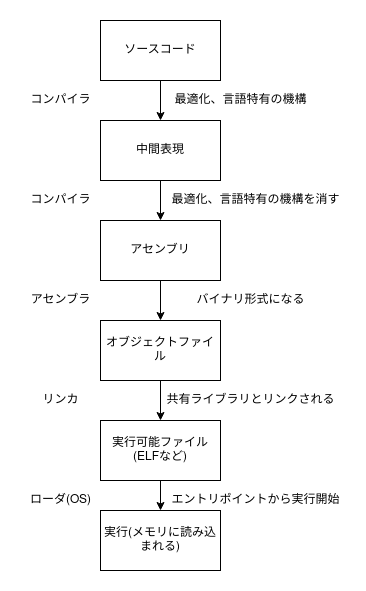 ソースコード
コンパイラ
最適化、言語特有の機構
中間表現
コンパイラ
最適化、言語特有の機構を消す
アセンブリ
アセンブラ
バイナリ形式になる
オブジェクトファイ
ル
リンカ
共有ライブラリとリンクされる
実行可能ファイル
(ELFなど)
ローダ(OS)
エントリポイントから実行開始
実行(メモリに読み込
まれる)